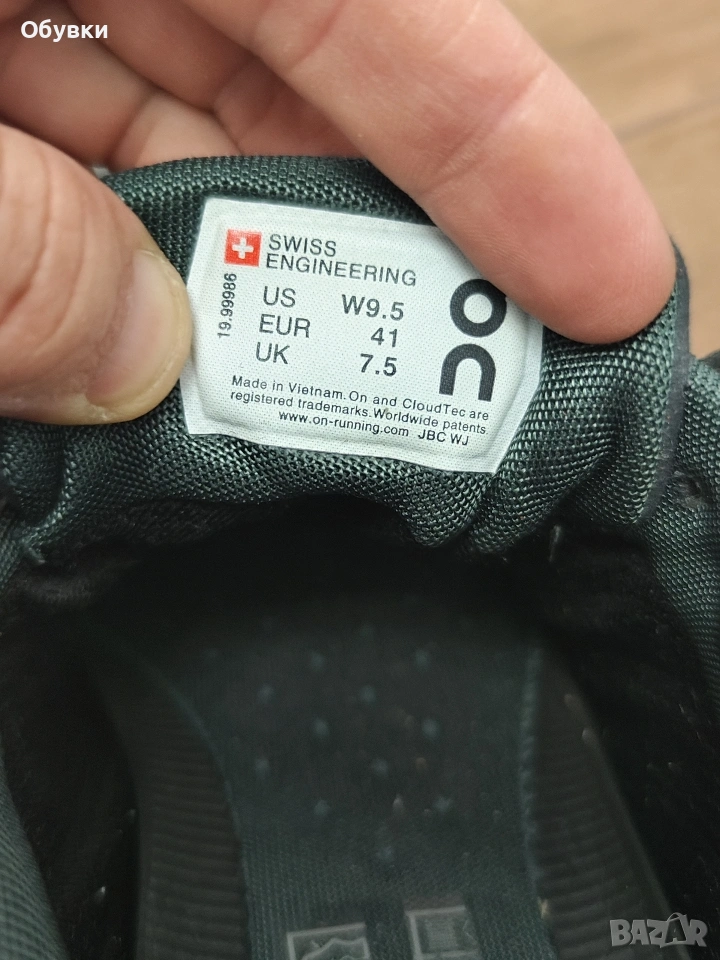 Обувки
SWISS
ENGINEERING
19.99986
US W9.5
EUR 41
UK 7.5
on
Made in Vietnam. On and CloudTec are
registered trademarks. Worldwide patents.
www.on-running.com JBC WJ
BAZAR